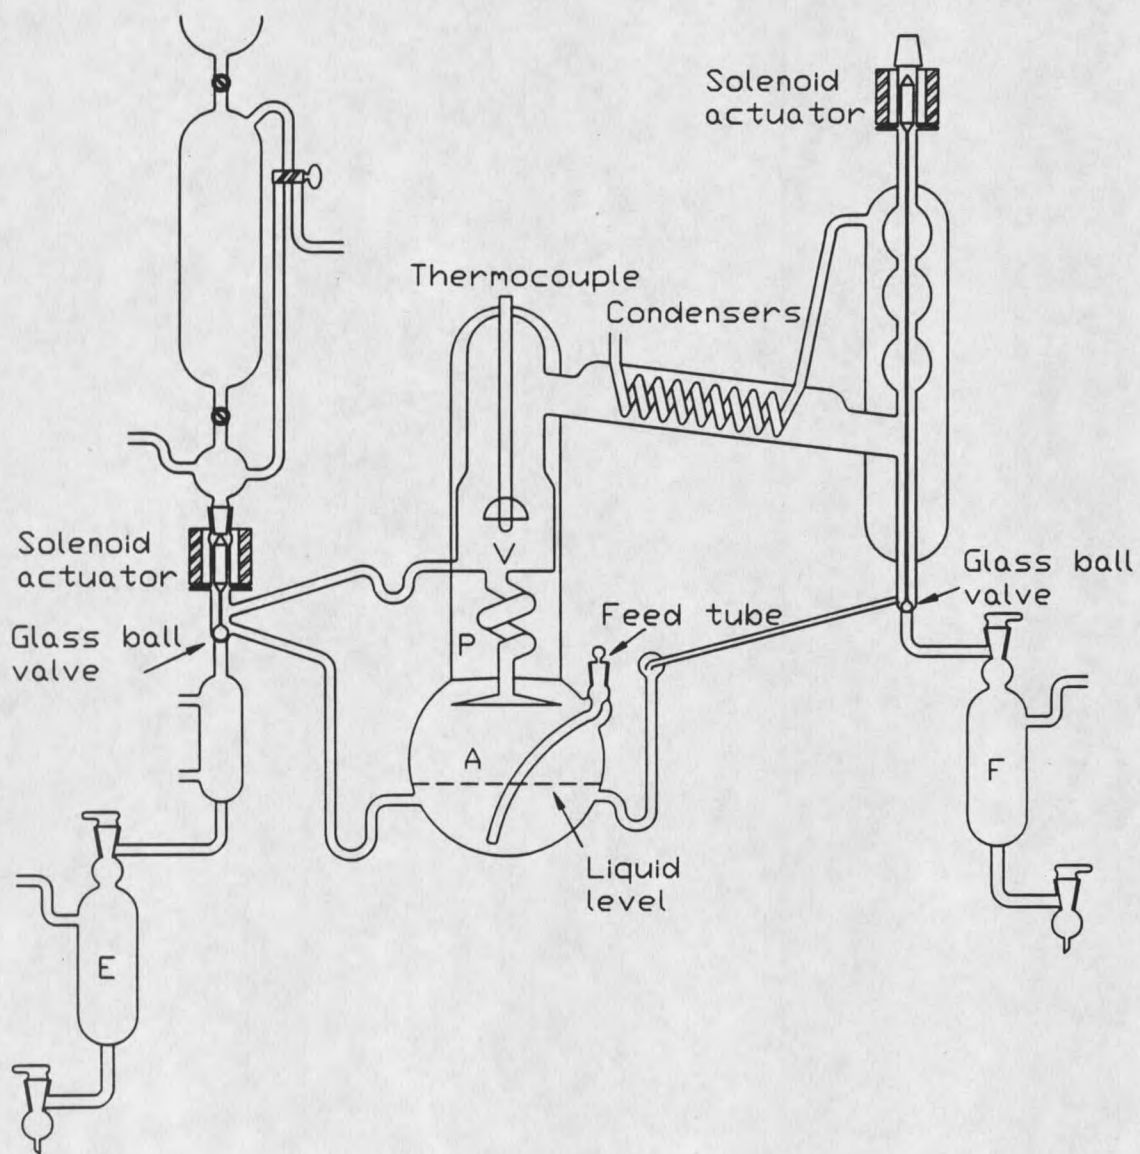 Solenoid
actuator
Thermocouple
Condensers
Solenoid
actuator
Glass ball
valve
Glass ball
valve
Feed tube
V
P
A
F
Liquid
level
E